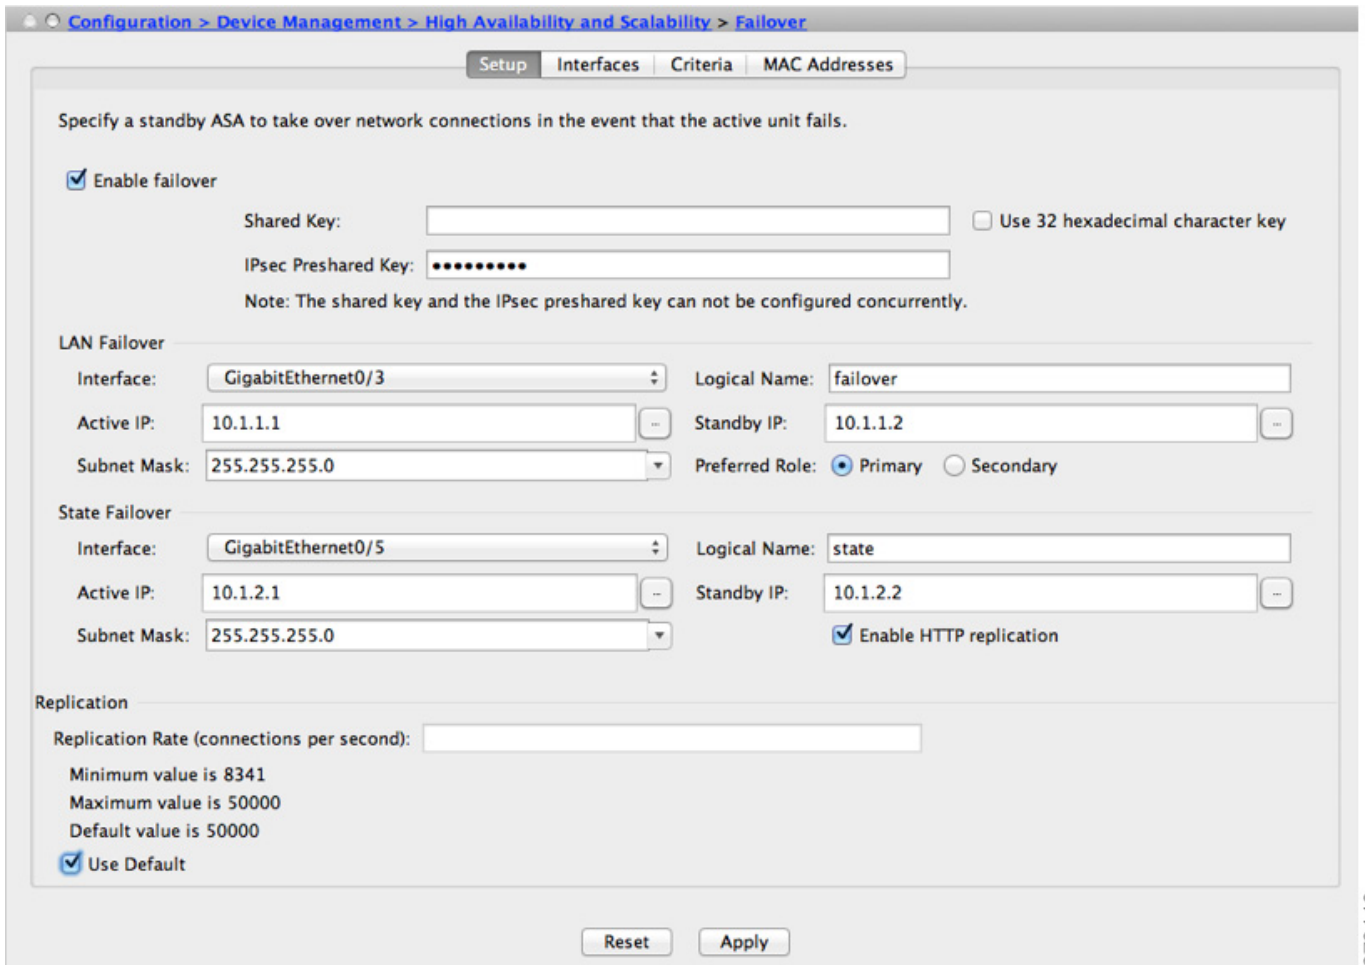 Configuration > Device Management > High Availability and Scalability > Failover
Setup Interfaces Criteria MAC Addresses
Specify a standby ASA to take over network connections in the event that the active unit fails.
Enable failover
Shared Key: Use 32 hexadecimal character key
IPsec Preshared Key: •••••••••
Note: The shared key and the IPsec preshared key can not be configured concurrently.
LAN Failover
Interface: GigabitEthernet0/3 Logical Name: failover
Active IP: 10.1.1.1 ... Standby IP: 10.1.1.2 ...
Subnet Mask: 255.255.255.0 Preferred Role: Primary Secondary
State Failover
Interface: GigabitEthernet0/5 Logical Name: state
Active IP: 10.1.2.1 ... Standby IP: 10.1.2.2 ...
Subnet Mask: 255.255.255.0 Enable HTTP replication
Replication
Replication Rate (connections per second):
Minimum value is 8341
Maximum value is 50000
Default value is 50000
Use Default
Reset Apply